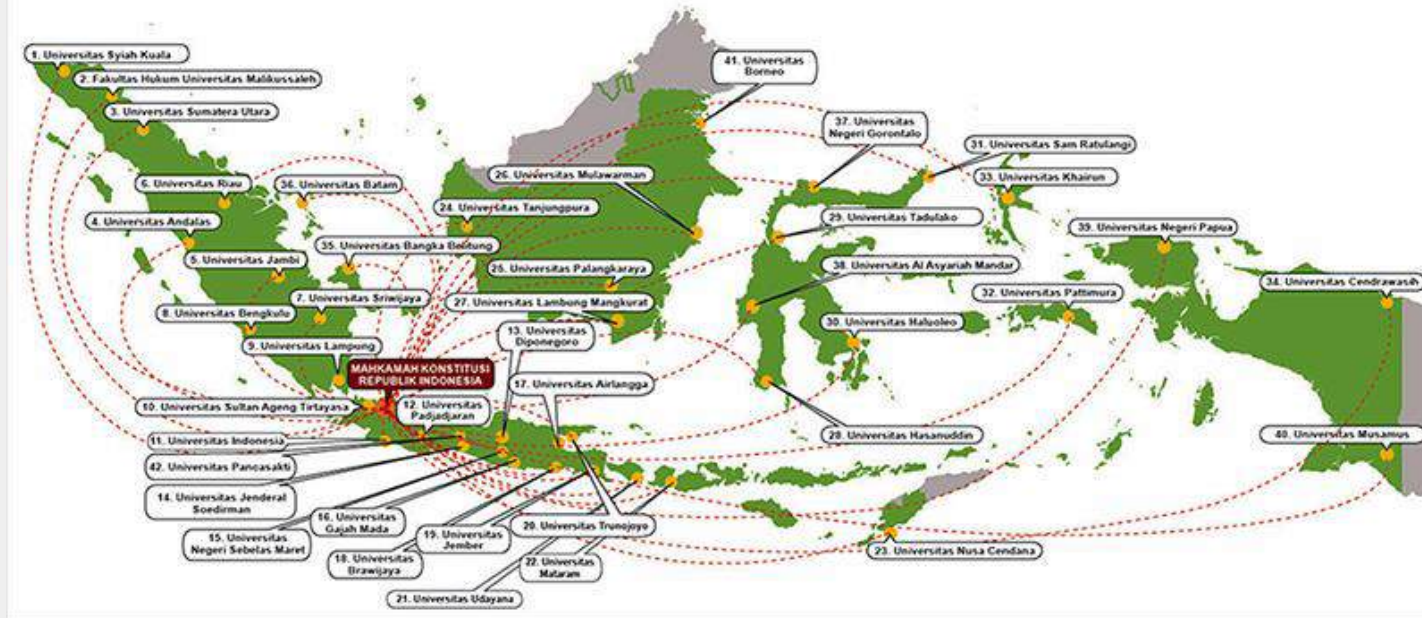 1. Universitas Syiah Kuala
2. Fakultas Hukum Universitas Malikussaleh
3. Universitas Sumatera Utara
6. Universitas Riau
36. Universitas Batam
4. Universitas Andalas
5. Universitas Jambi
35. Universitas Bangka Belitung
7. Universitas Sriwijaya
8. Universitas Bengkulu
9. Universitas Lampung
MAHKAMAH KONSTITUSI
REPUBLIK INDONESIA
10. Universitas Sultan Ageng Tirtayasa
11. Universitas Indonesia
12. Universitas
Padjadjaran
42. Universitas Pancasakti
14. Universitas Jenderal
Soedirman
15. Universitas
Negeri Sebelas Maret
16. Universitas
Gajah Mada
18. Universitas
Brawijaya
19. Universitas
Jember
21. Universitas Udayana
22. Universitas
Mataram
20. Universitas Trunojoyo
17. Universitas Airlangga
13. Universitas
Diponegoro
41. Universitas
Borneo
26. Universitas Mulawarman
24. Universitas Tanjungpura
25. Universitas Palangkaraya
27. Universitas Lambung Mangkurat
37. Universitas
Negeri Gorontalo
31. Universitas Sam Ratulangi
33. Universitas Khairun
29. Universitas Tadulako
38. Universitas Al Asyariah Mandar
30. Universitas Haluoleo
28. Universitas Hasanuddin
32. Universitas Pattimura
39. Universitas Negeri Papua
34. Universitas Cendrawasih
40. Universitas Musamus
23. Universitas Nusa Cendana